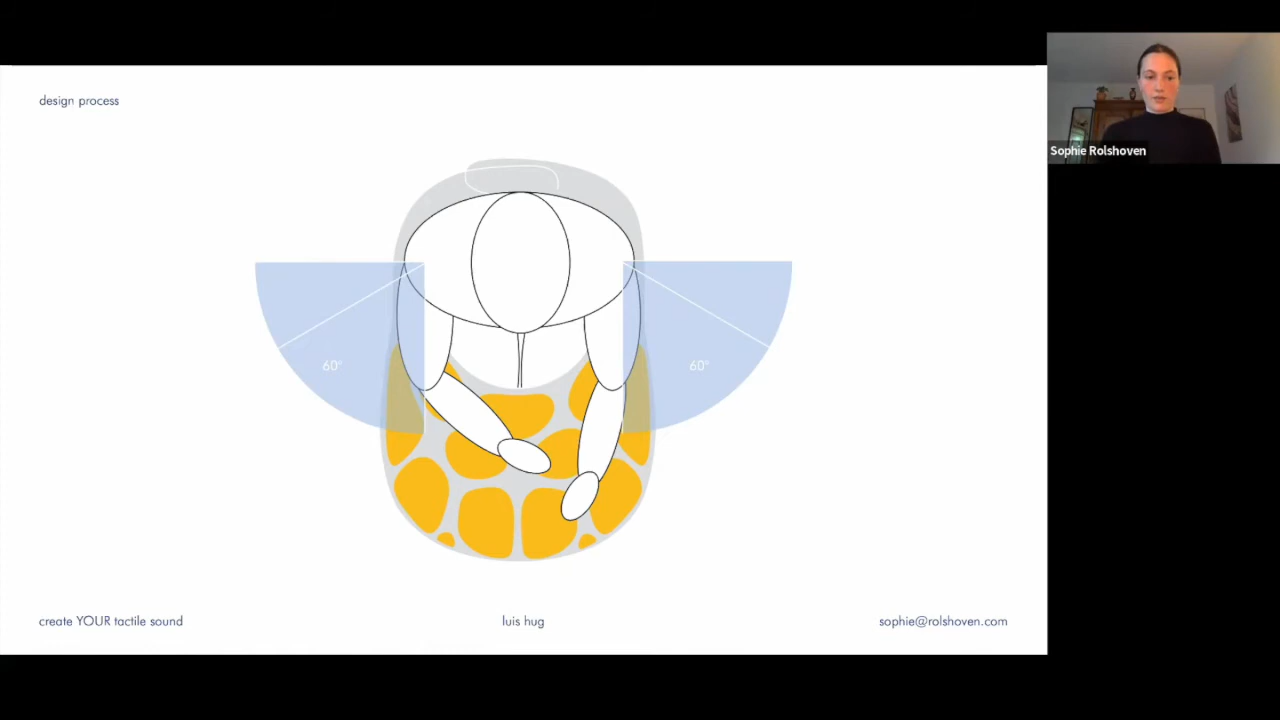 design process
Sophie Rolshoven
60°
60°
create YOUR tactile sound
luis hug
sophie@rolshoven.com